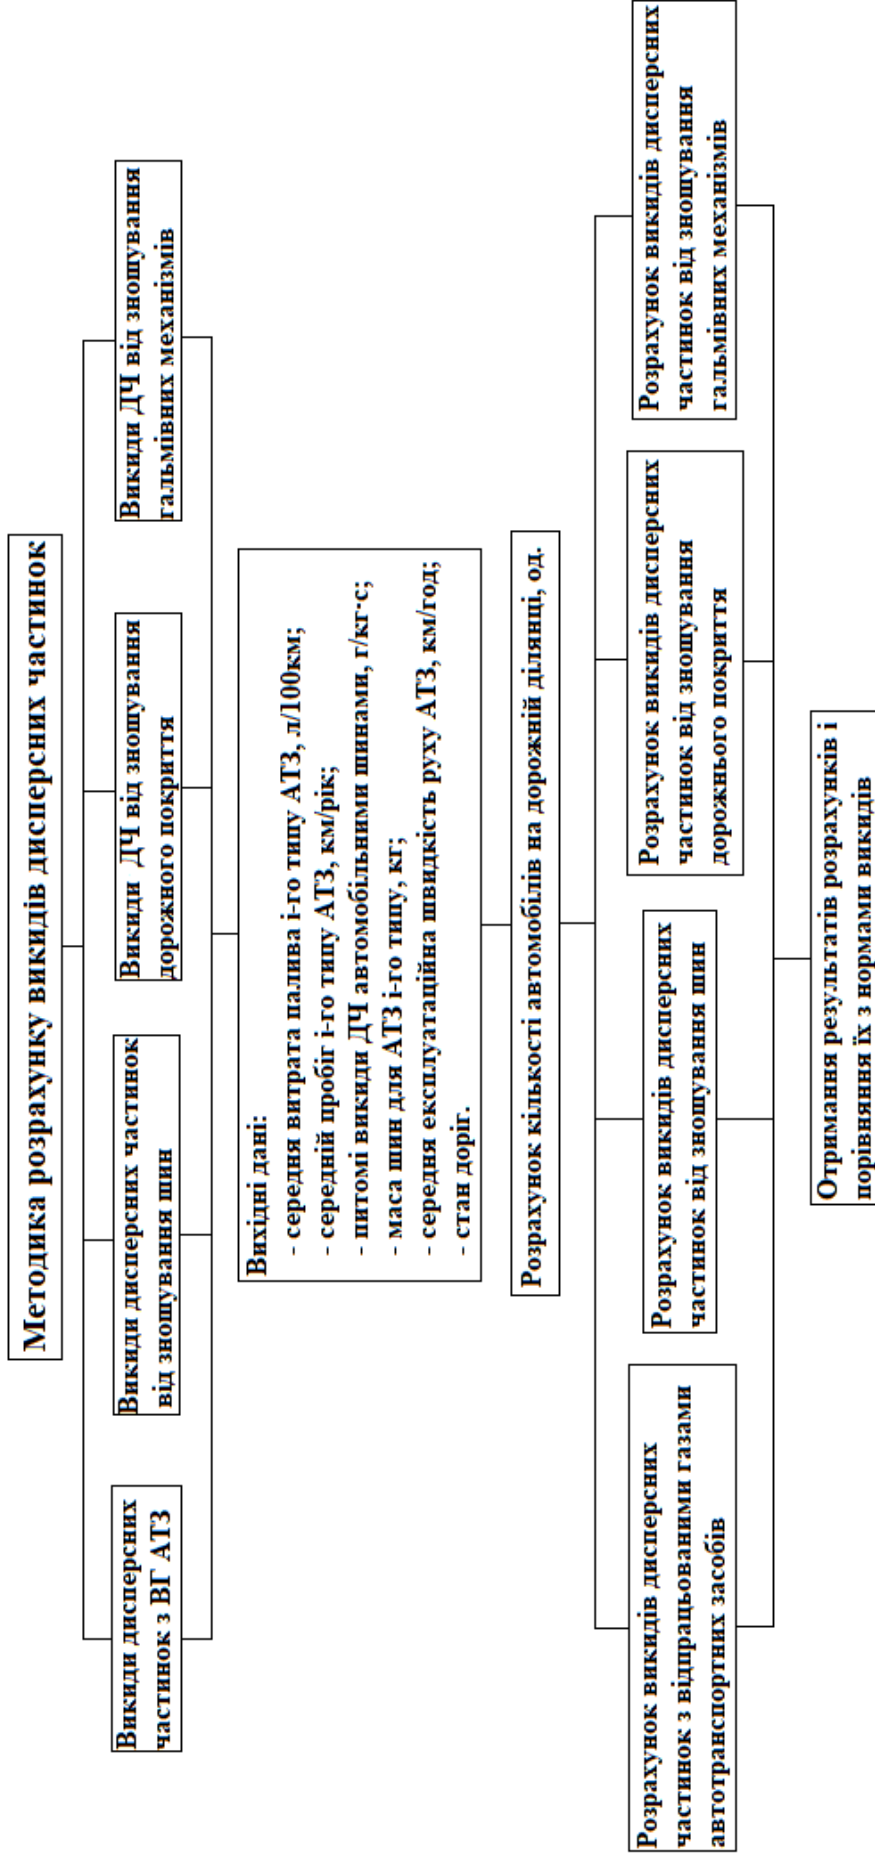 Методика розрахунку викидів дисперсних частинок
Викиди дисперсних
частинок з ВГ АТЗ
Викиди дисперсних частинок
від зношування шин
Викиди ДЧ від зношування
дорожного покриття
Викиди ДЧ від зношування
гальмівних механізмів
Вихідні дані:
- середня витрата палива і-го типу АТЗ, л/100км;
- середній пробіг і-го типу АТЗ, км/рік;
- питомі викиди ДЧ автомобільними шинами, г/кг·с;
- маса шин для АТЗ і-го типу, кг;
- середня експлуатаційна швидкість руху АТЗ, км/год;
- стан доріг.
Розрахунок кількості автомобілів на дорожній ділянці, од.
Розрахунок викидів дисперсних
частинок з відпрацьованими газами
автотранспортних засобів
Розрахунок викидів дисперсних
частинок від зношування шин
Розрахунок викидів дисперсних
частинок від зношування
дорожнього покриття
Розрахунок викидів дисперсних
частинок від зношування
гальмівних механізмів
Отримання результатів розрахунків і
порівняння їх з нормами викидів